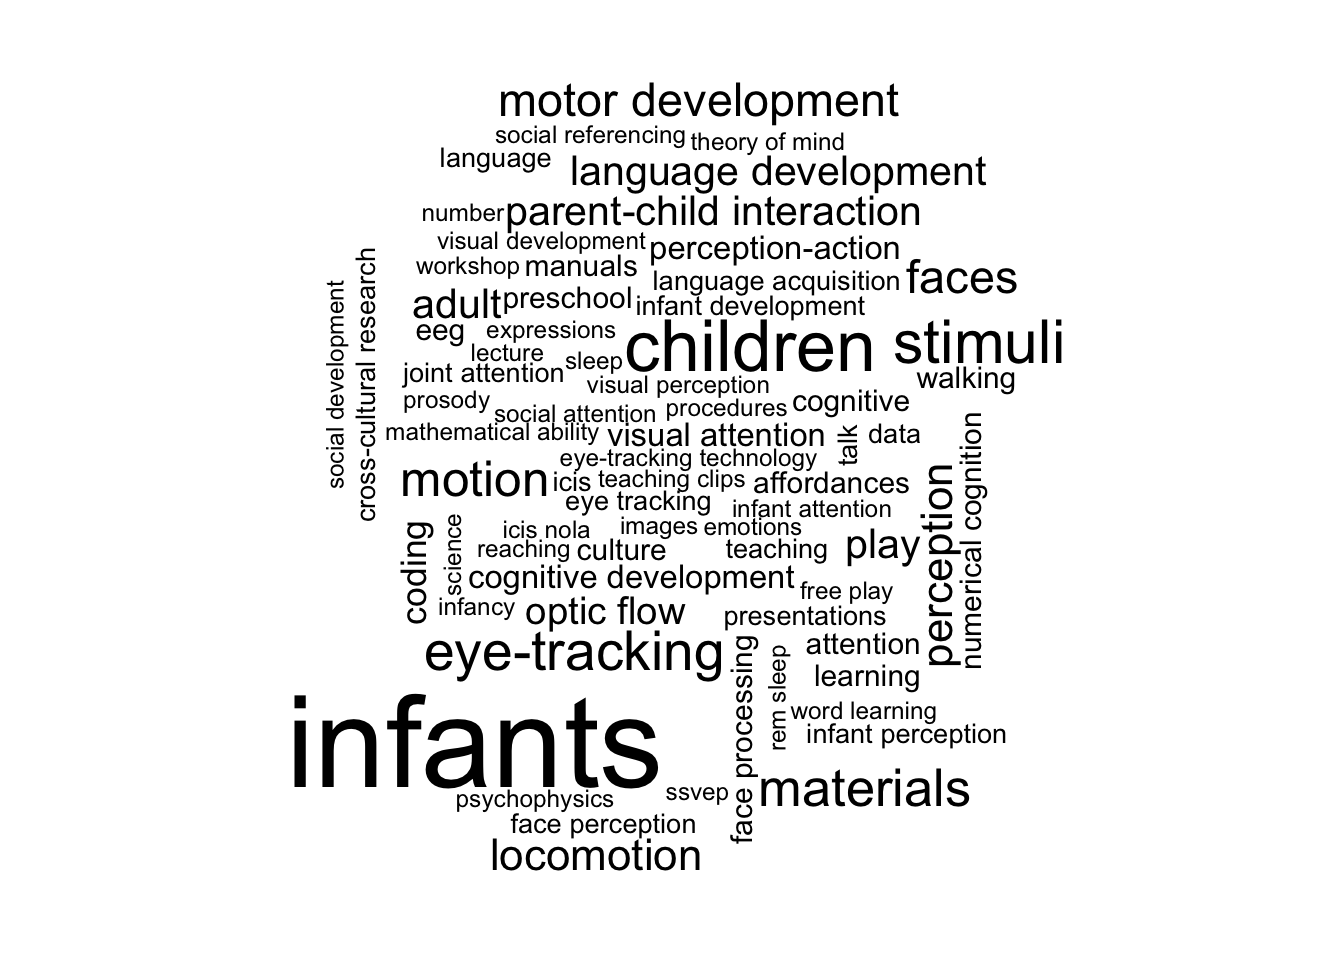 motor development
social referencing
theory of mind
language
language development
number
parent-child interaction
visual development
perception-action
workshop
manuals
language acquisition
faces
adult
preschool
infant development
eeg
expressions
children
stimuli
lecture
sleep
joint attention
visual perception
walking
prosody
social attention
procedures
cognitive
social development
cross-cultural research
mathematical ability
visual attention
talk
data
eye-tracking technology
motion
icis
teaching clips
affordances
eye tracking
infant attention
perception
numerical cognition
icis nola
images
emotions
reaching
culture
teaching
play
coding
science
cognitive development
free play
infancy
optic flow
presentations
eye-tracking
attention
learning
face processing
rem sleep
word learning
infant perception
infants
psychophysics
ssvep
materials
face perception
locomotion